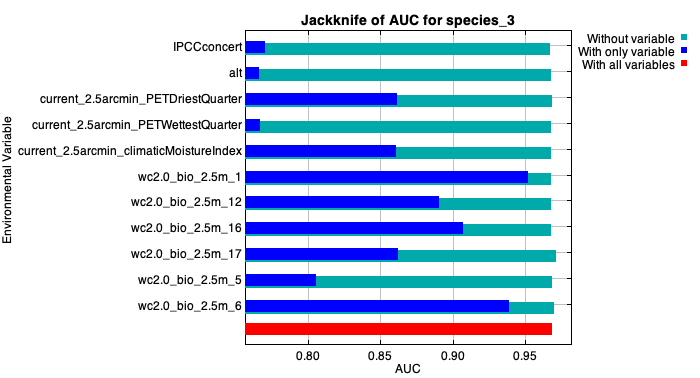 Jackknife of AUC for species_3
Without variable
With only variable
With all variables
Environmental Variable
IPCCconcert
alt
current_2.5arcmin_PETDriestQuarter
current_2.5arcmin_PETWettestQuarter
current_2.5arcmin_climaticMoistureIndex
wc2.0_bio_2.5m_1
wc2.0_bio_2.5m_12
wc2.0_bio_2.5m_16
wc2.0_bio_2.5m_17
wc2.0_bio_2.5m_5
wc2.0_bio_2.5m_6
0.80 0.85 0.90 0.95
AUC